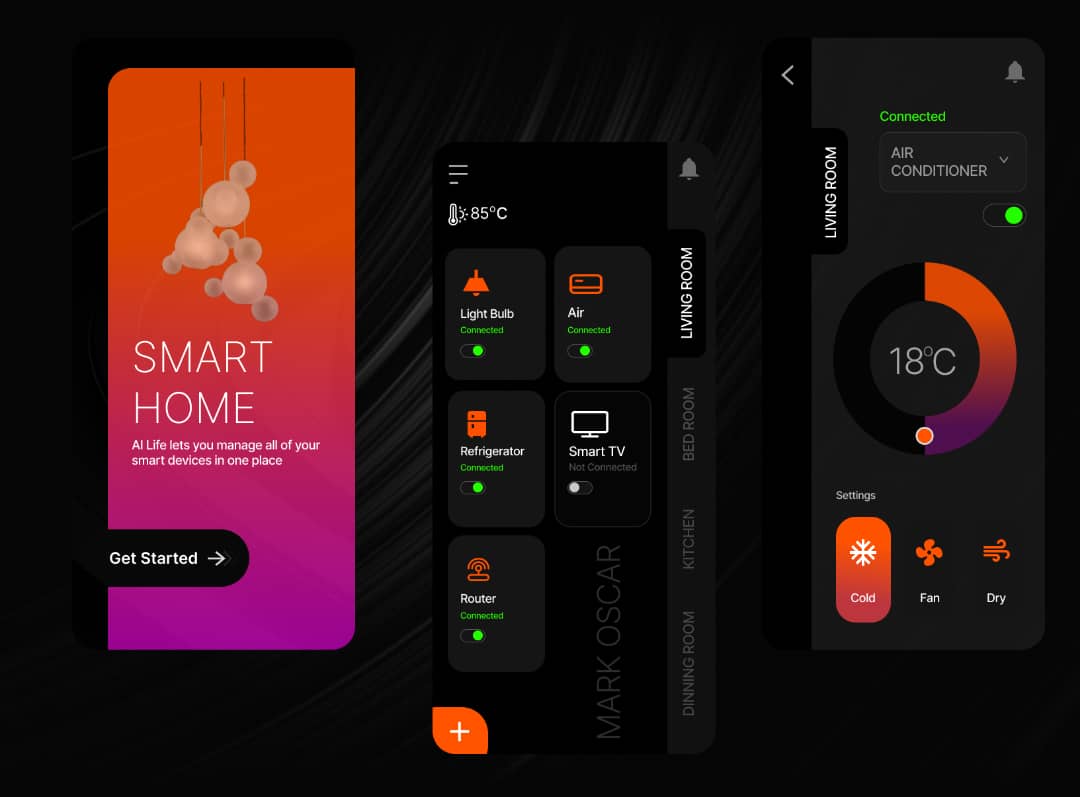 SMART
HOME
AI Life lets you manage all of your
smart devices in one place
Get Started
85°C
Light Bulb
Connected
Air
Connected
Refrigerator
Connected
Smart TV
Not Connected
Router
Connected
MARK OSCAR
LIVING ROOM
BED ROOM
KITCHEN
DINNING ROOM
Connected
AIR
CONDITIONER
LIVING ROOM
18°C
Settings
Cold
Fan
Dry